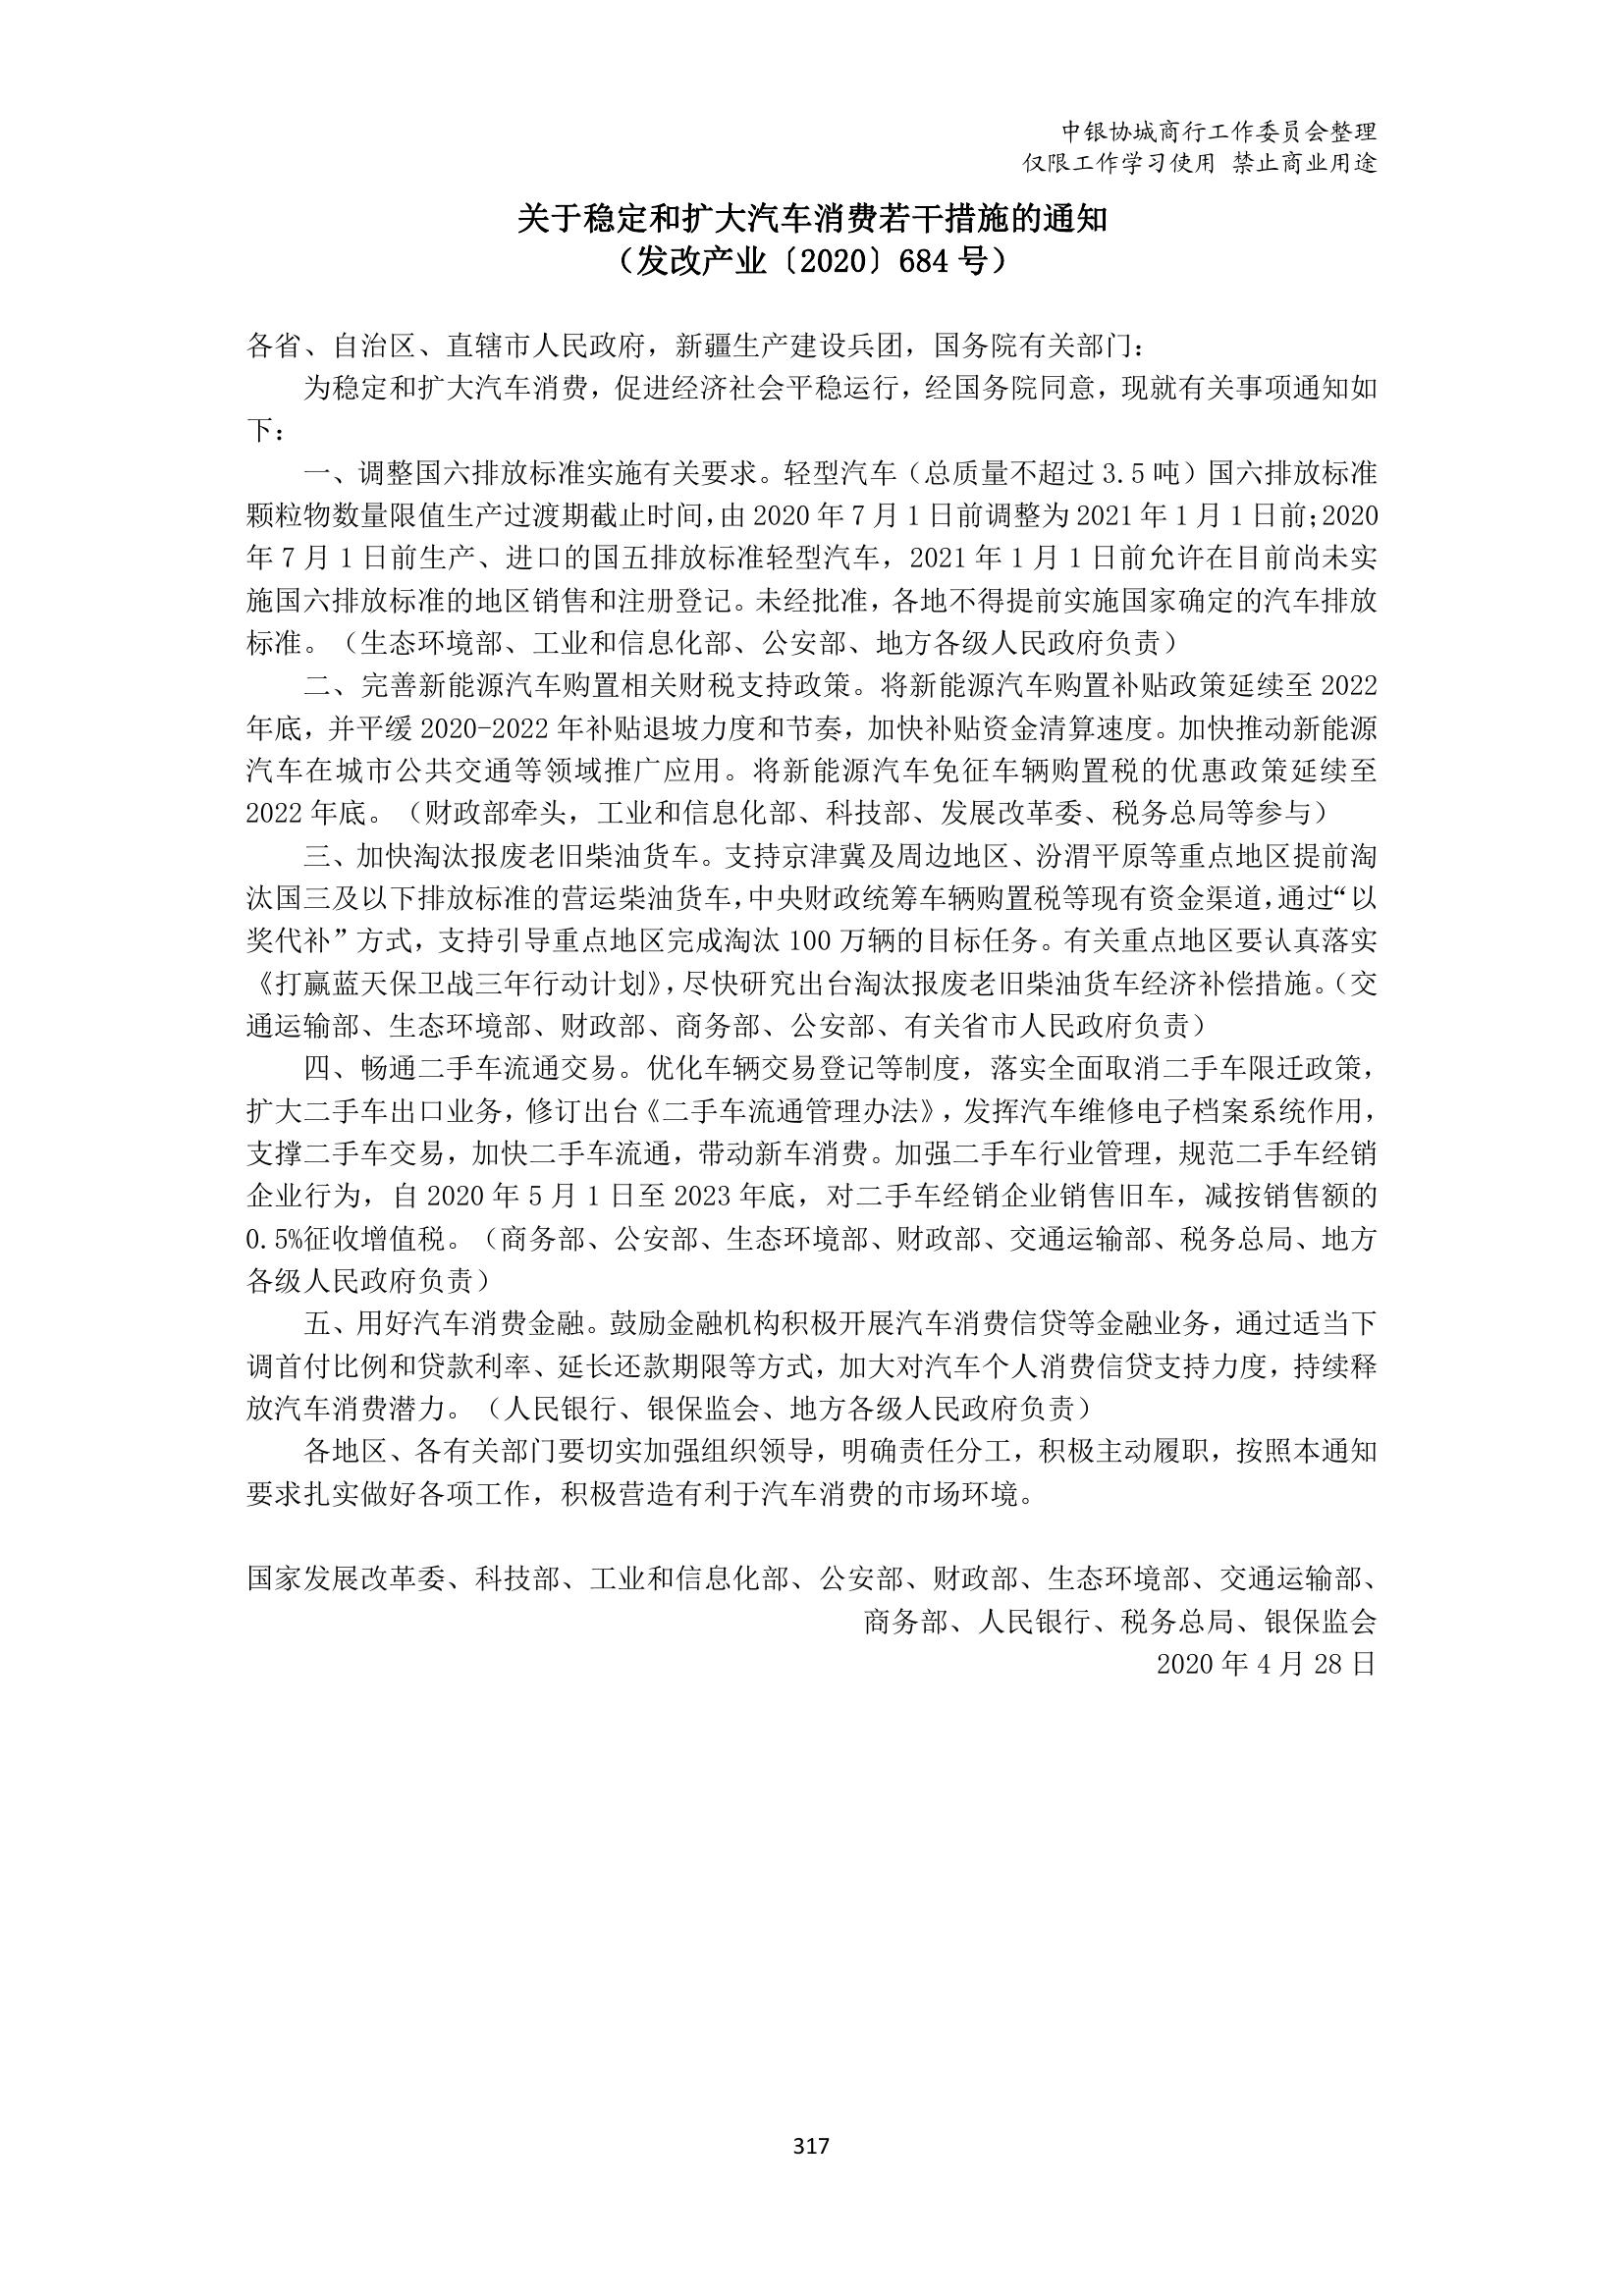 中银协城商行工作委员会整理
仅限工作学习使用 禁止商业用途
关于稳定和扩大汽车消费若干措施的通知
（发改产业〔2020〕684 号）
各省、自治区、直辖市人民政府，新疆生产建设兵团，国务院有关部门：
为稳定和扩大汽车消费，促进经济社会平稳运行，经国务院同意，现就有关事项通知如
下：
一、调整国六排放标准实施有关要求。轻型汽车（总质量不超过 3.5 吨）国六排放标准
颗粒物数量限值生产过渡期截止时间，由 2020 年 7 月 1 日前调整为 2021 年 1 月 1 日前；2020
年 7 月 1 日前生产、进口的国五排放标准轻型汽车，2021 年 1 月 1 日前允许在目前尚未实
施国六排放标准的地区销售和注册登记。未经批准，各地不得提前实施国家确定的汽车排放
标准。（生态环境部、工业和信息化部、公安部、地方各级人民政府负责）
二、完善新能源汽车购置相关财税支持政策。将新能源汽车购置补贴政策延续至 2022
年底，并平缓 2020-2022 年补贴退坡力度和节奏，加快补贴资金清算速度。加快推动新能源
汽车在城市公共交通等领域推广应用。将新能源汽车免征车辆购置税的优惠政策延续至
2022 年底。（财政部牵头，工业和信息化部、科技部、发展改革委、税务总局等参与）
三、加快淘汰报废老旧柴油货车。支持京津冀及周边地区、汾渭平原等重点地区提前淘
汰国三及以下排放标准的营运柴油货车，中央财政统筹车辆购置税等现有资金渠道，通过“以
奖代补”方式，支持引导重点地区完成淘汰 100 万辆的目标任务。有关重点地区要认真落实
《打赢蓝天保卫战三年行动计划》，尽快研究出台淘汰报废老旧柴油货车经济补偿措施。（交
通运输部、生态环境部、财政部、商务部、公安部、有关省市人民政府负责）
四、畅通二手车流通交易。优化车辆交易登记等制度，落实全面取消二手车限迁政策，
扩大二手车出口业务，修订出台《二手车流通管理办法》，发挥汽车维修电子档案系统作用，
支撑二手车交易，加快二手车流通，带动新车消费。加强二手车行业管理，规范二手车经销
企业行为，自 2020 年 5 月 1 日至 2023 年底，对二手车经销企业销售旧车，减按销售额的
0.5%征收增值税。（商务部、公安部、生态环境部、财政部、交通运输部、税务总局、地方
各级人民政府负责）
五、用好汽车消费金融。鼓励金融机构积极开展汽车消费信贷等金融业务，通过适当下
调首付比例和贷款利率、延长还款期限等方式，加大对汽车个人消费信贷支持力度，持续释
放汽车消费潜力。（人民银行、银保监会、地方各级人民政府负责）
各地区、各有关部门要切实加强组织领导，明确责任分工，积极主动履职，按照本通知
要求扎实做好各项工作，积极营造有利于汽车消费的市场环境。
国家发展改革委、科技部、工业和信息化部、公安部、财政部、生态环境部、交通运输部、
商务部、人民银行、税务总局、银保监会
2020 年 4 月 28 日
317